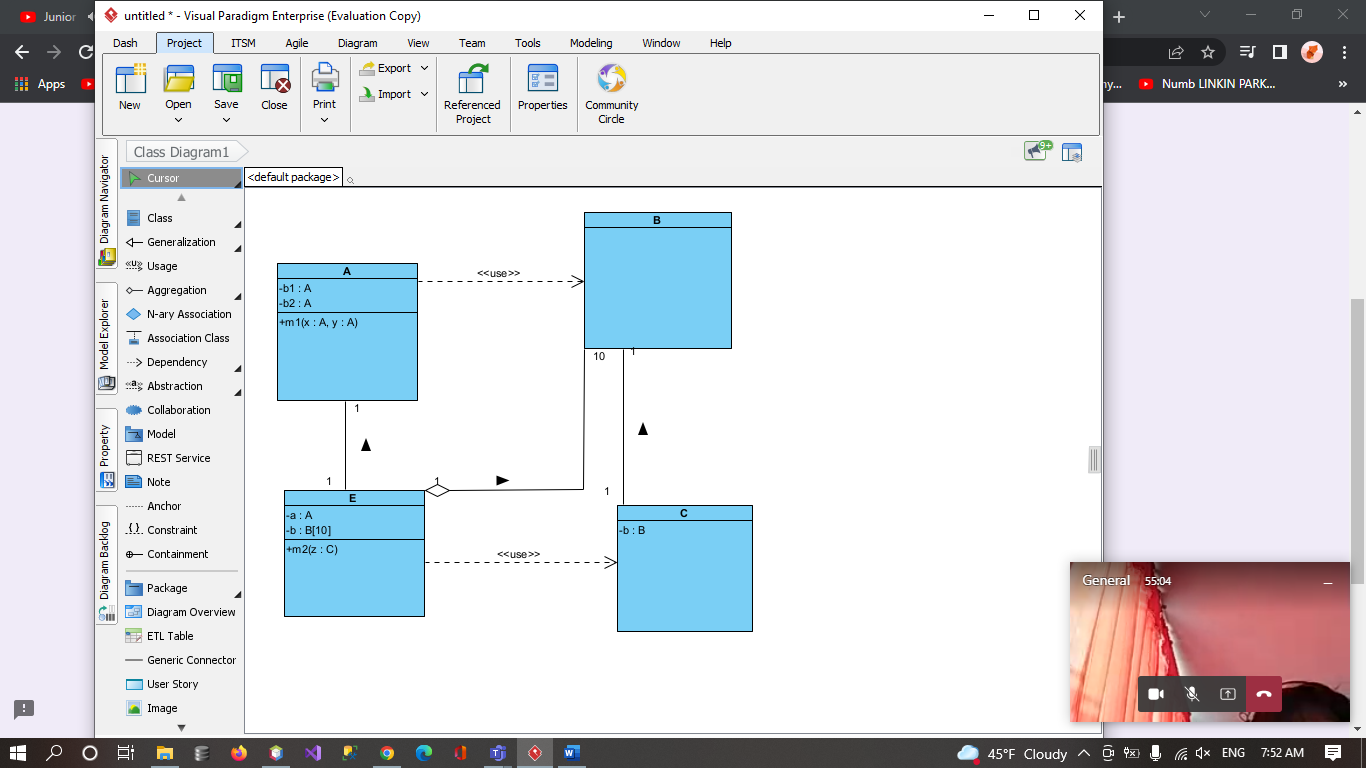 Junior
untitled * - Visual Paradigm Enterprise (Evaluation Copy)
Dash Project ITSM Agile Diagram View Team Tools Modeling Window Help
Apps
New
Open
Save
Close
Print
Export
Import
Referenced
Project
Properties
Community
Circle
ny...
Numb LINKIN PARK...
»
Class Diagram1
9+
Diagram Navigator
Model Explorer
Property
Diagram Backlog
Cursor
Class
Generalization
<<u>>
Usage
Aggregation
N-ary Association
Association Class
Dependency
<<a>>
Abstraction
Collaboration
Model
REST Service
Note
Anchor
{}
Constraint
Containment
Package
Diagram Overview
ETL Table
Generic Connector
User Story
Image
<default package>
A
-b1 : A
-b2 : A
+m1(x : A, y : A)
<<use>>
B
10
1
1
1
1
1
E
-a : A
-b : B[10]
+m2(z : C)
<<use>>
C
-b : B
General 55:04
45°F Cloudy
ENG
7:52 AM